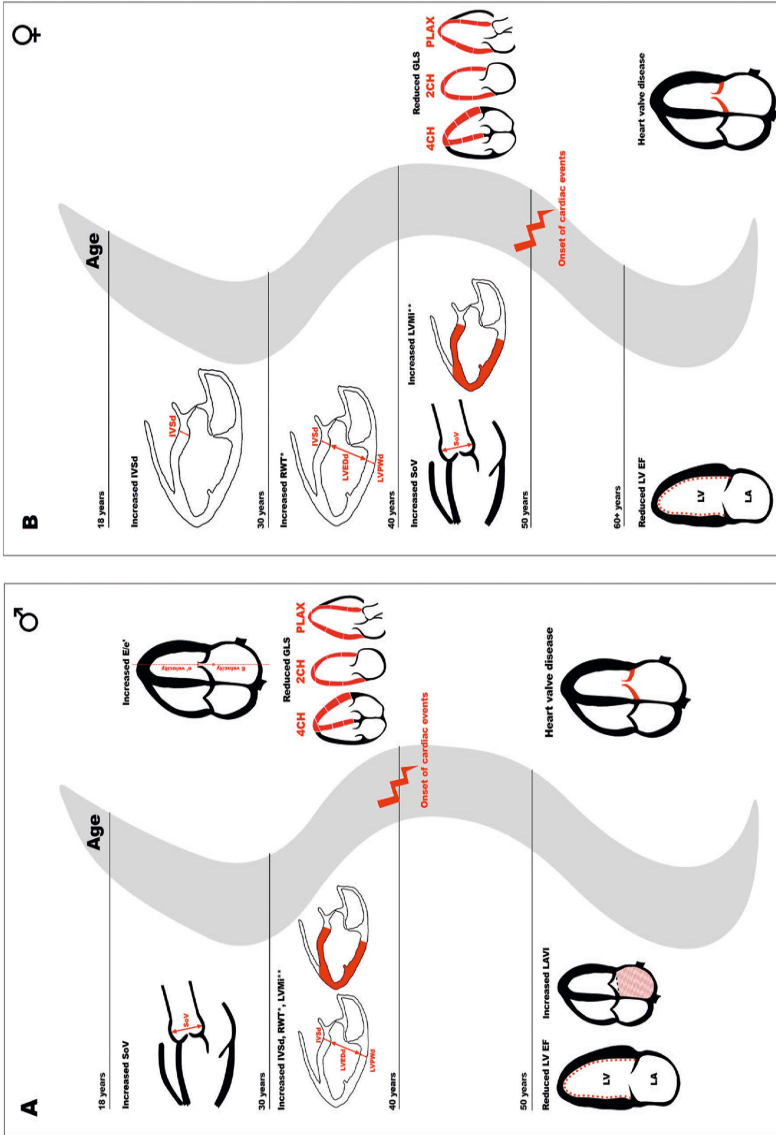 A
♂
Age
18 years
Increased SoV
SoV
Increased E/e'
e' velocity
E velocity
30 years
Increased IVSd, RWT*, LVMi**
IVSd
LVEDd
LVPWd
Reduced GLS
4CH
2CH
PLAX
40 years
Onset of cardiac events
50 years
Reduced LV EF
LV
LA
Increased LAVI
Heart valve disease
B
♀
Age
18 years
Increased IVSd
IVSd
30 years
Increased RWT*
IVSd
LVEDd
LVPWd
40 years
Increased SoV
SoV
Increased LVMi**
Reduced GLS
4CH
2CH
PLAX
50 years
Onset of cardiac events
60+ years
Reduced LV EF
LV
LA
Heart valve disease